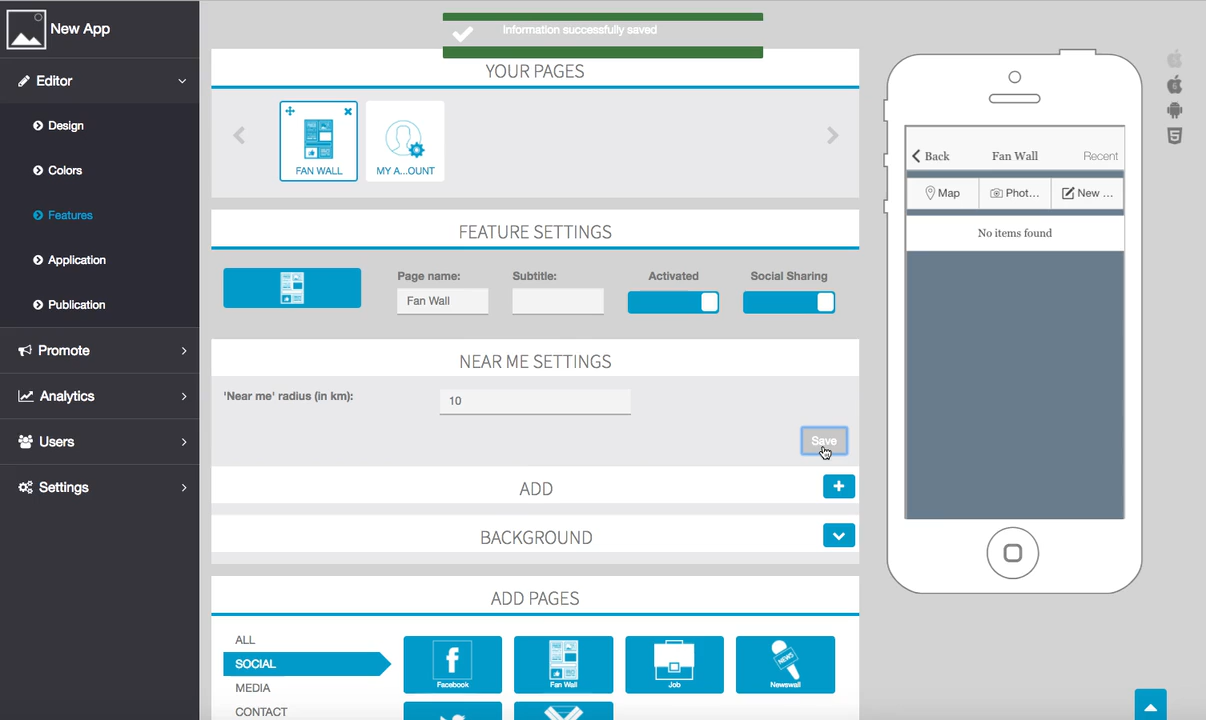 New App
Editor
Design
Colors
Features
Application
Publication
Promote
Analytics
Users
Settings
Information successfully saved
YOUR PAGES
FAN WALL
MY A...OUNT
FEATURE SETTINGS
Page name:
Subtitle:
Activated
Social Sharing
Fan Wall
NEAR ME SETTINGS
'Near me' radius (in km):
10
Save
ADD
BACKGROUND
ADD PAGES
ALL
SOCIAL
MEDIA
CONTACT
Facebook
Fan Wall
Job
NEWS
Newswall
Back
Fan Wall
Recent
Map
Phot...
New ...
No items found